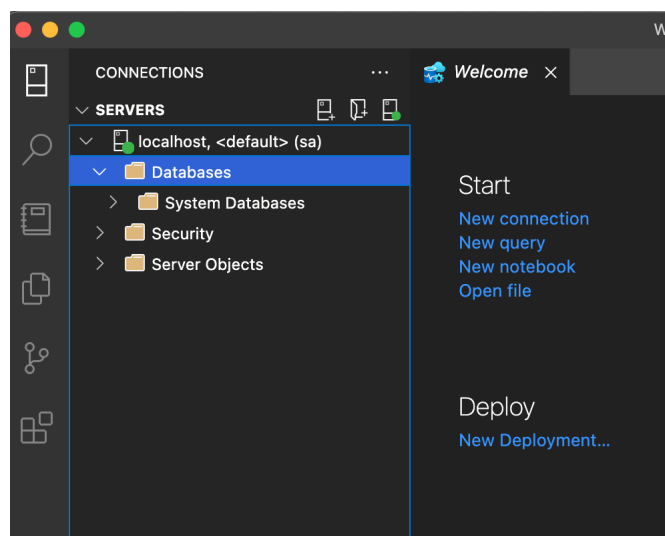 W
CONNECTIONS
Welcome
SERVERS
localhost, <default> (sa)
Databases
System Databases
Security
Server Objects
Start
New connection
New query
New notebook
Open file
Deploy
New Deployment...